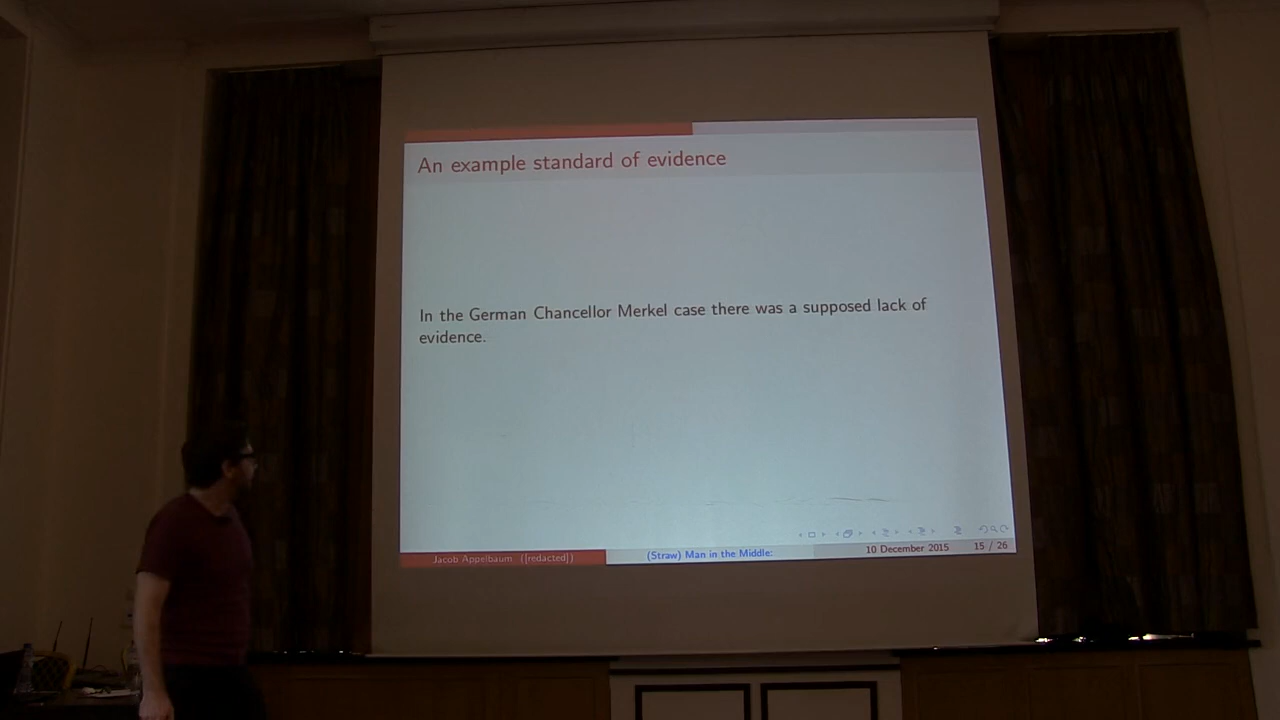 An example standard of evidence
In the German Chancellor Merkel case there was a supposed lack of
evidence.
Jacob Appelbaum ([redacted])
(Straw) Man in the Middle:
10 December 2015
15 / 26